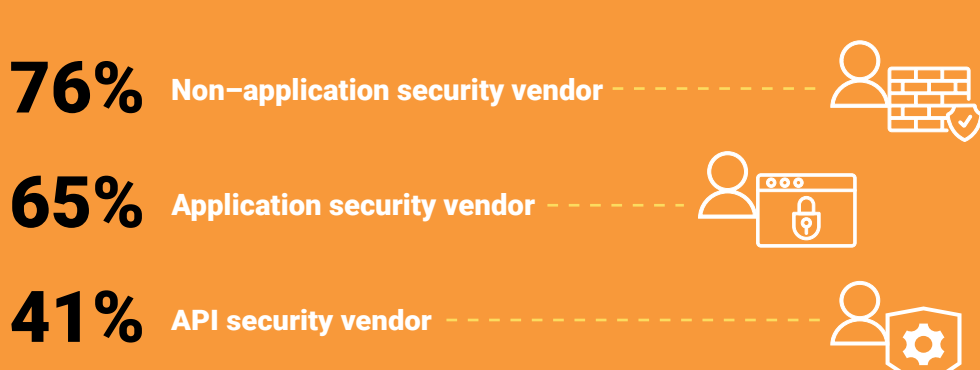 76% Non–application security vendor
65% Application security vendor
41% API security vendor